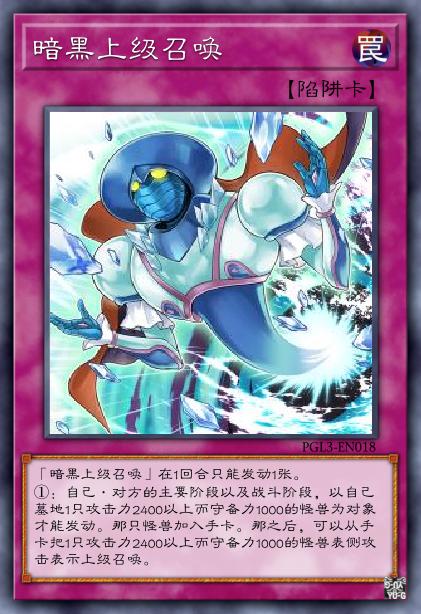 暗黑上级召唤
罠
【陷阱卡】
PGL3-EN018
「暗黑上级召唤」在1回合只能发动1张。
①：自己·对方的主要阶段以及战斗阶段，以自己
墓地1只攻击力2400以上而守备力1000的怪兽为对象
才能发动。那只怪兽加入手卡。那之后，可以从手
卡把1只攻击力2400以上而守备力1000的怪兽表侧攻
击表示上级召唤。